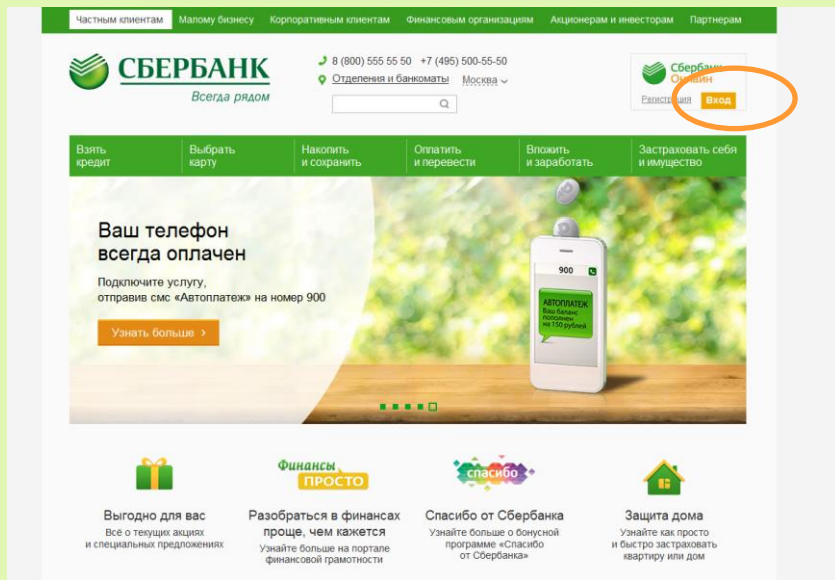 Частным клиентам Малому бизнесу Корпоративным клиентам Финансовым организациям Акционерам и инвесторам Партнерам
СБЕРБАНК
Всегда рядом
8 (800) 555 55 50 +7 (495) 500-55-50
Отделения и банкоматы Москва
Сбербанк
Онлайн
Регистрация Вход
Взять
кредит
Выбрать
карту
Накопить
и сохранить
Оплатить
и перевести
Вложить
и заработать
Застраховать себя
и имущество
Ваш телефон
всегда оплачен
Подключите услугу,
отправив смс «Автоплатеж» на номер 900
Узнать больше ›
900
АВТОПЛАТЕЖ
Ваш баланс
пополнен
на 150 рублей
Выгодно для вас
Всё о текущих акциях
и специальных предложениях
Финансы
ПРОСТО
Разобраться в финансах
проще, чем кажется
Узнайте больше на портале
финансовой грамотности
спасибо
Спасибо от Сбербанка
Узнайте больше о бонусной
программе «Спасибо
от Сбербанка»
Защита дома
Узнайте как просто
и быстро застраховать
квартиру или дом